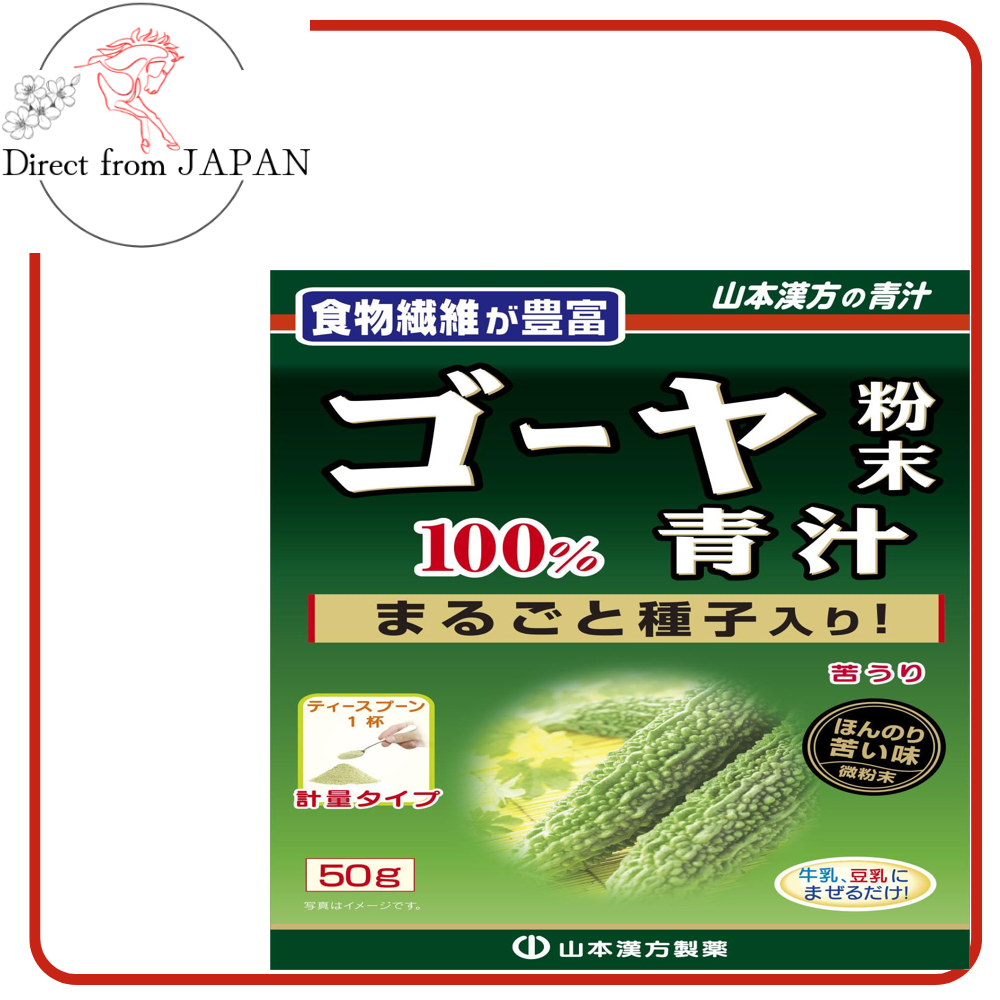 Direct from JAPAN
山本漢方の青汁
食物繊維が豊富
ゴーヤ
粉末
100%
青汁
まるごと種子入り!
苦うり
ティースプーン
1杯
計量タイプ
ほんのり
苦い味
微粉末
50g
写真はイメージです。
牛乳、豆乳に
まぜるだけ!
山本漢方製薬